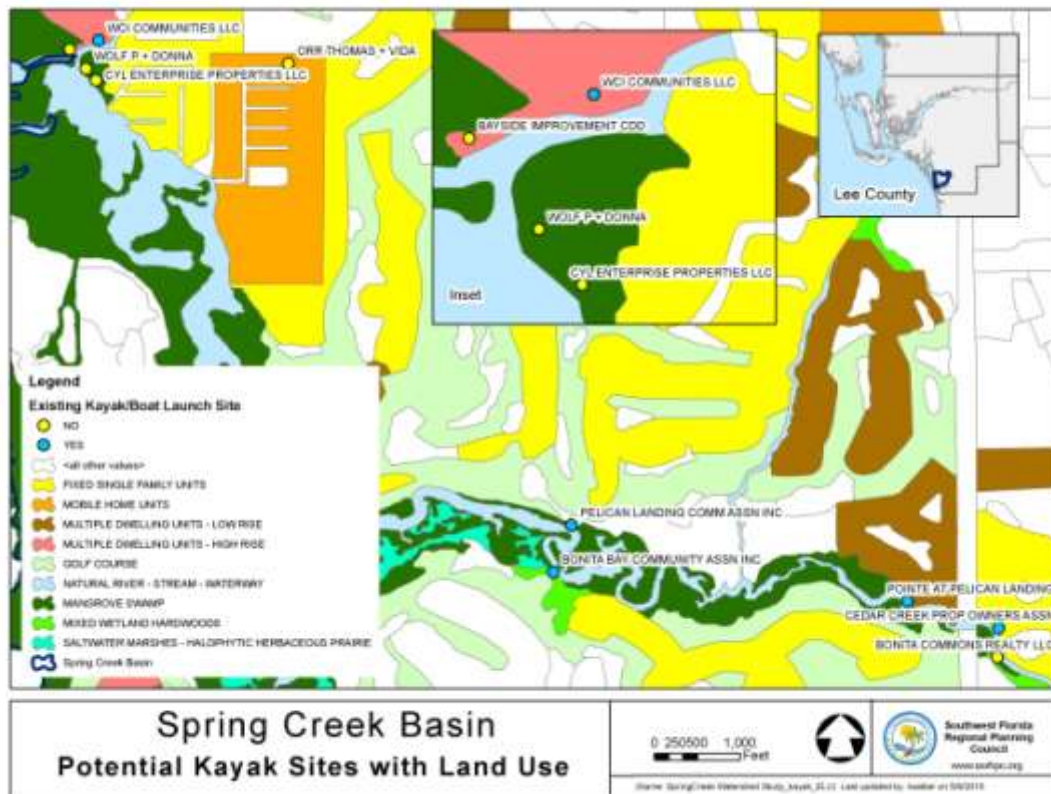 WCI COMMUNITIES LLC
WOLF P + DONNA
CYL ENTERPRISE PROPERTIES LLC
ORR THOMAS + VIDA
WCI COMMUNITIES LLC
BAYSIDE IMPROVEMENT CDD
WOLF P + DONNA
CYL ENTERPRISE PROPERTIES LLC
Inset
Lee County
Legend
Existing Kayak/Boat Launch Site
NO
YES
<all other values>
FIXED SINGLE FAMILY UNITS
MOBILE HOME UNITS
MULTIPLE DWELLING UNITS - LOW RISE
MULTIPLE DWELLING UNITS - HIGH RISE
GOLF COURSE
NATURAL RIVER - STREAM - WATERWAY
MANGROVE SWAMP
MIXED WETLAND HARDWOODS
SALTWATER MARSHES - HALOPHYTIC HERBACEOUS PRAIRIE
Spring Creek Basin
PELICAN LANDING COMM ASSN INC
BONITA BAY COMMUNITY ASSN INC
POINTE AT PELICAN LANDING
CEDAR CREEK PROP OWNERS ASSN
BONITA COMMONS REALTY LLC
Spring Creek Basin
Potential Kayak Sites with Land Use
0 250500 1,000
Feet
Southwest Florida
Regional Planning
Council
www.swfrpc.org